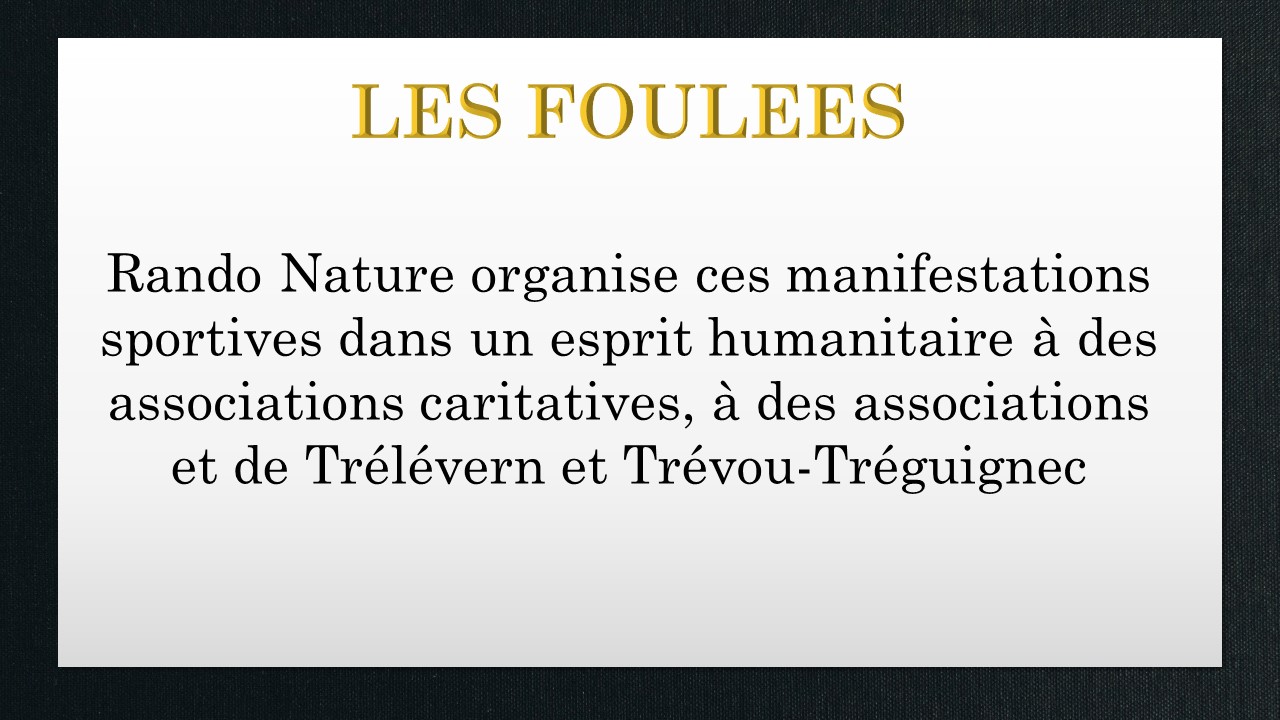 LES FOULEES
Rando Nature organise ces manifestations
sportives dans un esprit humanitaire à des
associations caritatives, à des associations
et de Trélévern et Trévou-Tréguignec